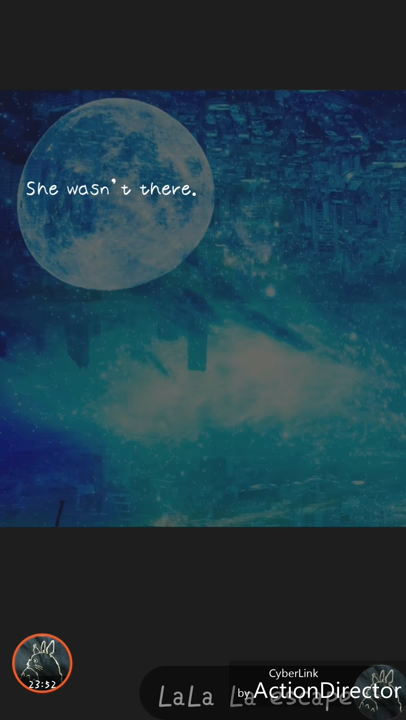 She wasn't there.
23:52
CyberLink
by ActionDirector
LaLa La escape